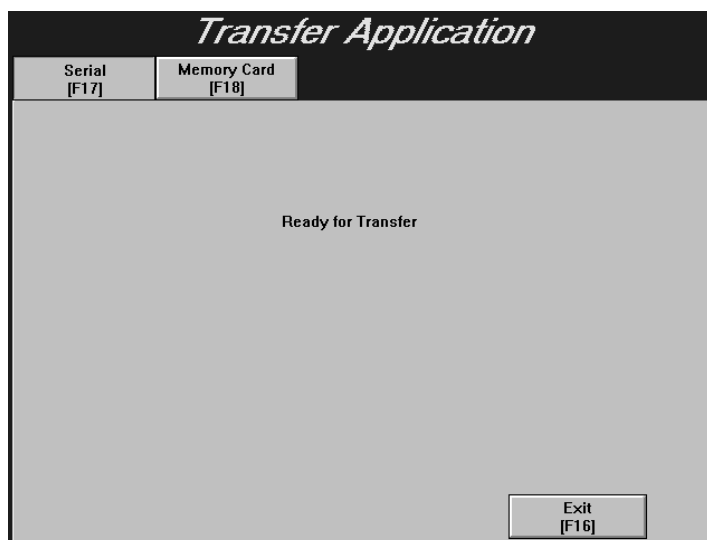 Transfer Application
Serial
[F17]
Memory Card
[F18]
Ready for Transfer
Exit
[F16]